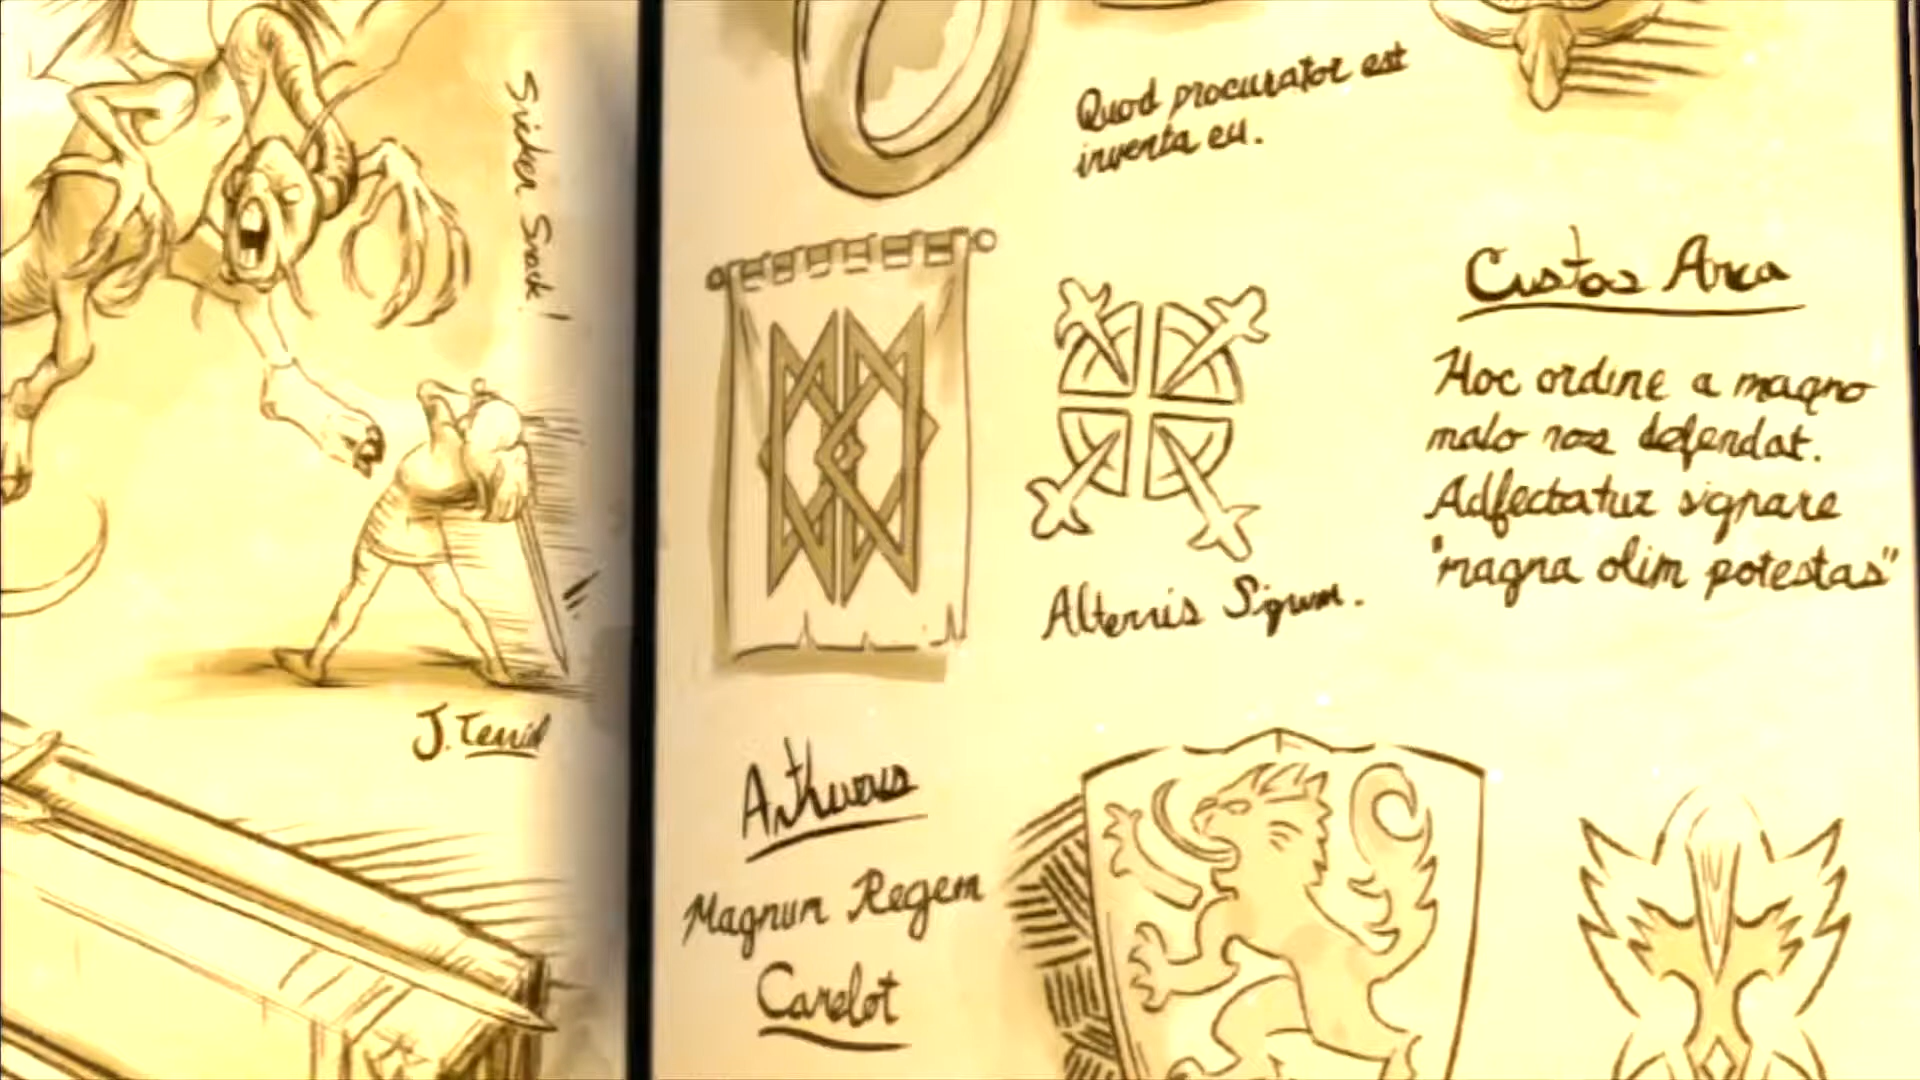 J. Tenniel
Quod procurator est
inventa eu.
Custos Arca
Hoc ordine a magno
malo nos defendat.
Adfectatur signare
"magna olim potestas"
Alternis Signum.
Arthurus
Magnum Regem
Camelot